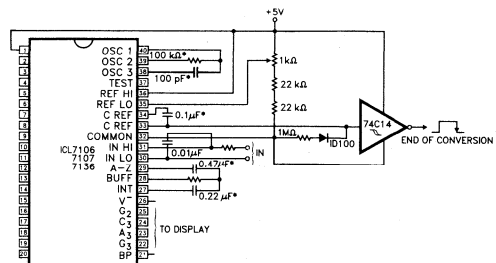 +5V
1
2
3
4
5
6
7
8
9
10
11
12
13
14
15
16
17
18
19
20
ICL7106
7107
7136
OSC 1 40
OSC 2 39
OSC 3 38
TEST 37
REF HI 36
REF LO 35
C REF 34
C REF 33
COMMON 32
IN HI 31
IN LO 30
A-Z 29
BUFF 28
INT 27
V- 26
G2 25
C3 24
A3 23
G3 22
BP 21
100 kΩ*
100 pF*
0.1µF*
0.01µF
IN
0.47µF*
0.22 µF*
TO DISPLAY
1kΩ
22 kΩ
22 kΩ
1MΩ
ID100
74C14
END OF CONVERSION